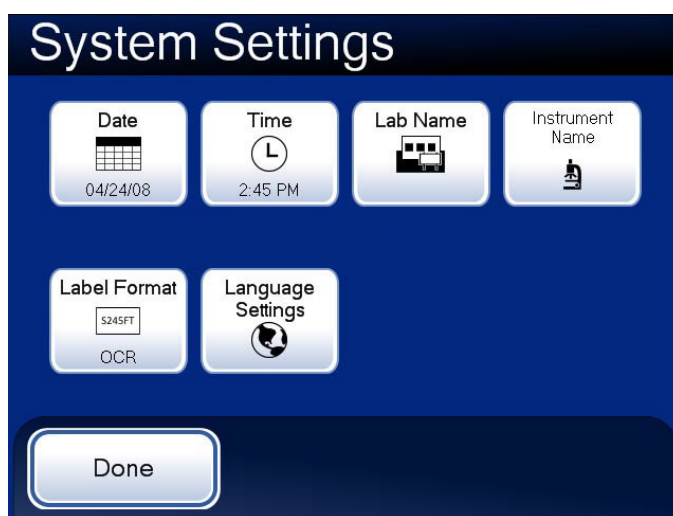 System Settings
Date
04/24/08
Time
L
2:45 PM
Lab Name
Instrument
Name
Label Format
S245FT
OCR
Language
Settings
Done